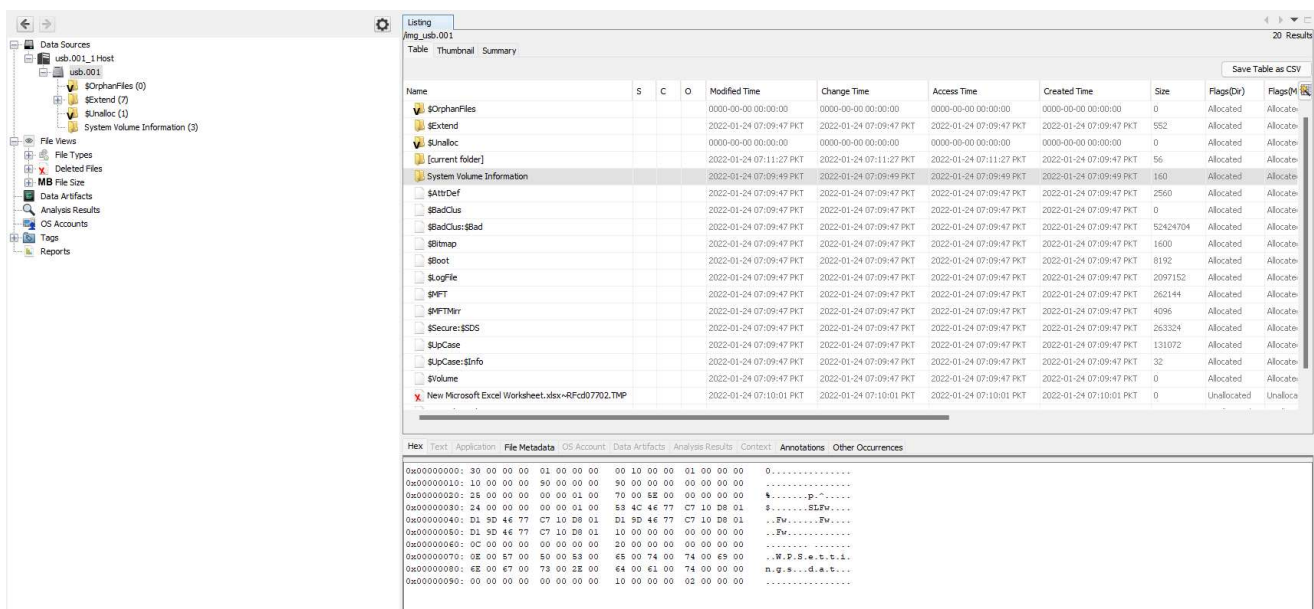 Data Sources
usb.001_1 Host
usb.001
$OrphanFiles (0)
$Extend (7)
$Unalloc (1)
System Volume Information (3)
File Views
File Types
Deleted Files
MB File Size
Data Artifacts
Analysis Results
OS Accounts
Tags
Reports
Listing
/img_usb.001 20 Results
Table Thumbnail Summary
Save Table as CSV
Name S C O Modified Time Change Time Access Time Created Time Size Flags(Dir) Flags(M
$OrphanFiles 0000-00-00 00:00:00 0000-00-00 00:00:00 0000-00-00 00:00:00 0000-00-00 00:00:00 0 Allocated Allocate
$Extend 2022-01-24 07:09:47 PKT 2022-01-24 07:09:47 PKT 2022-01-24 07:09:47 PKT 2022-01-24 07:09:47 PKT 552 Allocated Allocate
$Unalloc 0000-00-00 00:00:00 0000-00-00 00:00:00 0000-00-00 00:00:00 0000-00-00 00:00:00 0 Allocated Allocate
[current folder] 2022-01-24 07:11:27 PKT 2022-01-24 07:11:27 PKT 2022-01-24 07:11:27 PKT 2022-01-24 07:09:47 PKT 56 Allocated Allocate
System Volume Information 2022-01-24 07:09:49 PKT 2022-01-24 07:09:49 PKT 2022-01-24 07:09:49 PKT 2022-01-24 07:09:49 PKT 160 Allocated Allocate
$AttrDef 2022-01-24 07:09:47 PKT 2022-01-24 07:09:47 PKT 2022-01-24 07:09:47 PKT 2022-01-24 07:09:47 PKT 2560 Allocated Allocate
$BadClus 2022-01-24 07:09:47 PKT 2022-01-24 07:09:47 PKT 2022-01-24 07:09:47 PKT 2022-01-24 07:09:47 PKT 0 Allocated Allocate
$BadClus:$Bad 2022-01-24 07:09:47 PKT 2022-01-24 07:09:47 PKT 2022-01-24 07:09:47 PKT 2022-01-24 07:09:47 PKT 52424704 Allocated Allocate
$Bitmap 2022-01-24 07:09:47 PKT 2022-01-24 07:09:47 PKT 2022-01-24 07:09:47 PKT 2022-01-24 07:09:47 PKT 1600 Allocated Allocate
$Boot 2022-01-24 07:09:47 PKT 2022-01-24 07:09:47 PKT 2022-01-24 07:09:47 PKT 2022-01-24 07:09:47 PKT 8192 Allocated Allocate
$LogFile 2022-01-24 07:09:47 PKT 2022-01-24 07:09:47 PKT 2022-01-24 07:09:47 PKT 2022-01-24 07:09:47 PKT 2097152 Allocated Allocate
$MFT 2022-01-24 07:09:47 PKT 2022-01-24 07:09:47 PKT 2022-01-24 07:09:47 PKT 2022-01-24 07:09:47 PKT 262144 Allocated Allocate
$MFTMirr 2022-01-24 07:09:47 PKT 2022-01-24 07:09:47 PKT 2022-01-24 07:09:47 PKT 2022-01-24 07:09:47 PKT 4096 Allocated Allocate
$Secure:$SDS 2022-01-24 07:09:47 PKT 2022-01-24 07:09:47 PKT 2022-01-24 07:09:47 PKT 2022-01-24 07:09:47 PKT 263324 Allocated Allocate
$UpCase 2022-01-24 07:09:47 PKT 2022-01-24 07:09:47 PKT 2022-01-24 07:09:47 PKT 2022-01-24 07:09:47 PKT 131072 Allocated Allocate
$UpCase:$Info 2022-01-24 07:09:47 PKT 2022-01-24 07:09:47 PKT 2022-01-24 07:09:47 PKT 2022-01-24 07:09:47 PKT 32 Allocated Allocate
$Volume 2022-01-24 07:09:47 PKT 2022-01-24 07:09:47 PKT 2022-01-24 07:09:47 PKT 2022-01-24 07:09:47 PKT 0 Allocated Allocate
New Microsoft Excel Worksheet.xlsx~RFcd07702.TMP 2022-01-24 07:10:01 PKT 2022-01-24 07:10:01 PKT 2022-01-24 07:10:01 PKT 2022-01-24 07:10:01 PKT 0 Unallocated Unalloca
Hex Text Application File Metadata OS Account Data Artifacts Analysis Results Context Annotations Other Occurrences
0x00000000: 30 00 00 00 01 00 00 00 00 10 00 00 01 00 00 00 0...............
0x00000010: 10 00 00 00 90 00 00 00 90 00 00 00 00 00 00 00 ................
0x00000020: 25 00 00 00 00 00 01 00 70 00 5E 00 00 00 00 00 %.......p.^.....
0x00000030: 24 00 00 00 00 00 01 00 53 4C 46 77 C7 10 D8 01 $.......SLFw....
0x00000040: D1 9D 46 77 C7 10 D8 01 D1 9D 46 77 C7 10 D8 01 ..Fw......Fw....
0x00000050: D1 9D 46 77 C7 10 D8 01 10 00 00 00 00 00 00 00 ..Fw............
0x00000060: 0C 00 00 00 00 00 00 00 20 00 00 00 00 00 00 00 ........ .......
0x00000070: 0E 00 57 00 50 00 53 00 65 00 74 00 74 00 69 00 ..W.P.S.e.t.t.i.
0x00000080: 6E 00 67 00 73 00 2E 00 64 00 61 00 74 00 00 00 n.g.s...d.a.t...
0x00000090: 00 00 00 00 00 00 00 00 10 00 00 00 02 00 00 00 ................